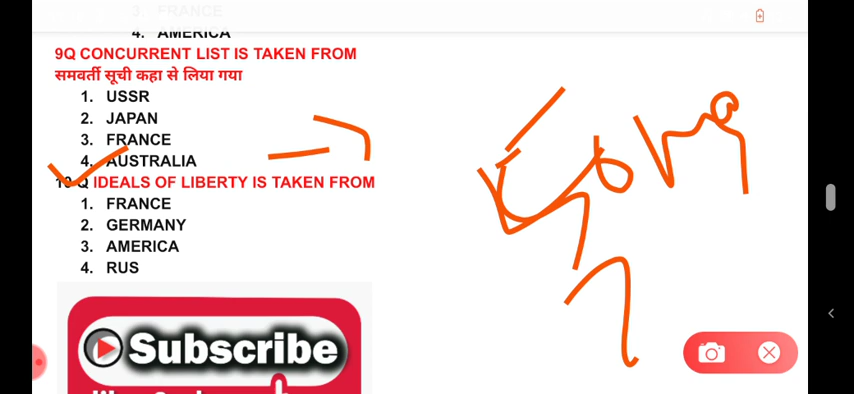 3. FRANCE
4. AMERICA
9Q CONCURRENT LIST IS TAKEN FROM
समवर्ती सूची कहा से लिया गया
1. USSR
2. JAPAN
3. FRANCE
4. AUSTRALIA
10 Q IDEALS OF LIBERTY IS TAKEN FROM
1. FRANCE
2. GERMANY
3. AMERICA
4. RUS
Subscribe